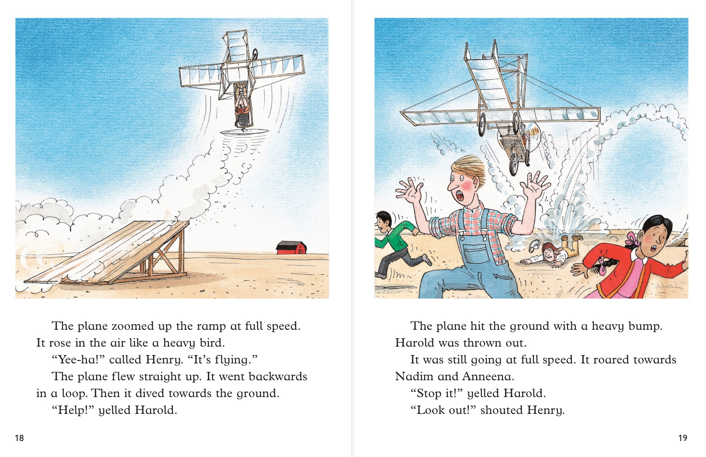 The plane zoomed up the ramp at full speed.
It rose in the air like a heavy bird.
“Yee-ha!” called Henry. “It’s flying.”
The plane flew straight up. It went backwards
in a loop. Then it dived towards the ground.
“Help!” yelled Harold.
18
The plane hit the ground with a heavy bump.
Harold was thrown out.
It was still going at full speed. It roared towards
Nadim and Anneena.
“Stop it!” yelled Harold.
“Look out!” shouted Henry.
19